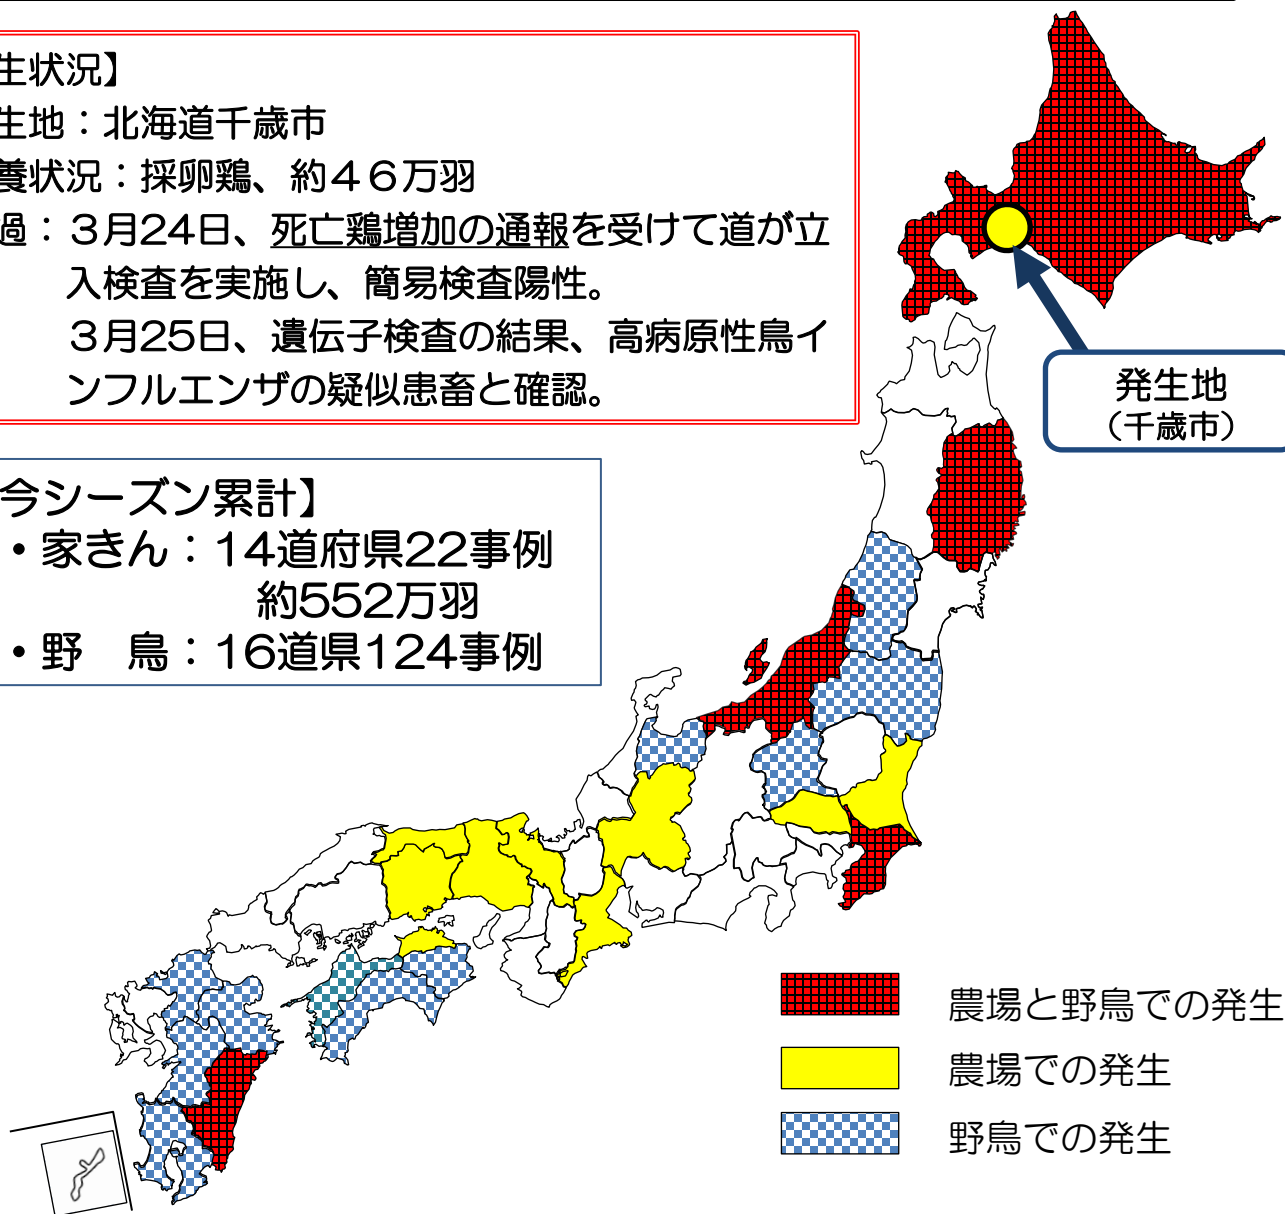 生状況】
生地：北海道千歳市
養状況：採卵鶏、約４６万羽
過：３月24日、死亡鶏増加の通報を受けて道が立
入検査を実施し、簡易検査陽性。
３月25日、遺伝子検査の結果、高病原性鳥イ
ンフルエンザの疑似患畜と確認。
発生地
（千歳市）
今シーズン累計】
・家きん：14道府県22事例
約552万羽
・野　鳥：16道県124事例
農場と野鳥での発生
農場での発生
野鳥での発生